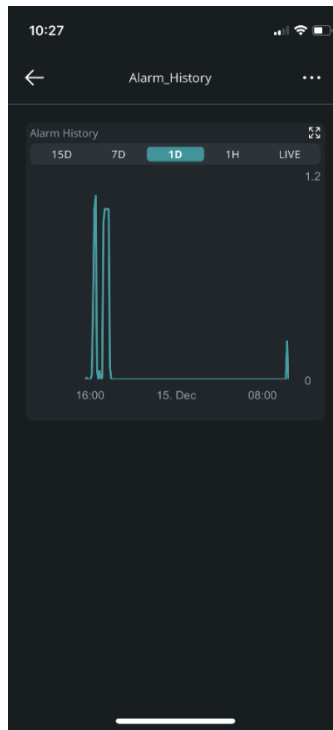 10:27
Alarm_History
Alarm History
15D 7D 1D 1H LIVE
1.2
0
16:00 15. Dec 08:00